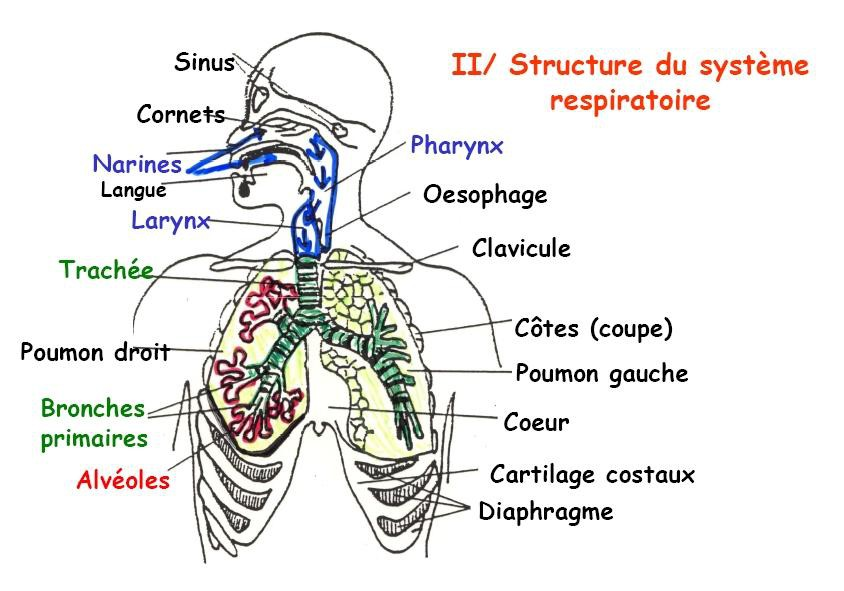 II/ Structure du système
respiratoire
Sinus
Cornets
Narines
Langue
Larynx
Trachée
Poumon droit
Bronches
primaires
Alvéoles
Pharynx
Oesophage
Clavicule
Côtes (coupe)
Poumon gauche
Coeur
Cartilage costaux
Diaphragme